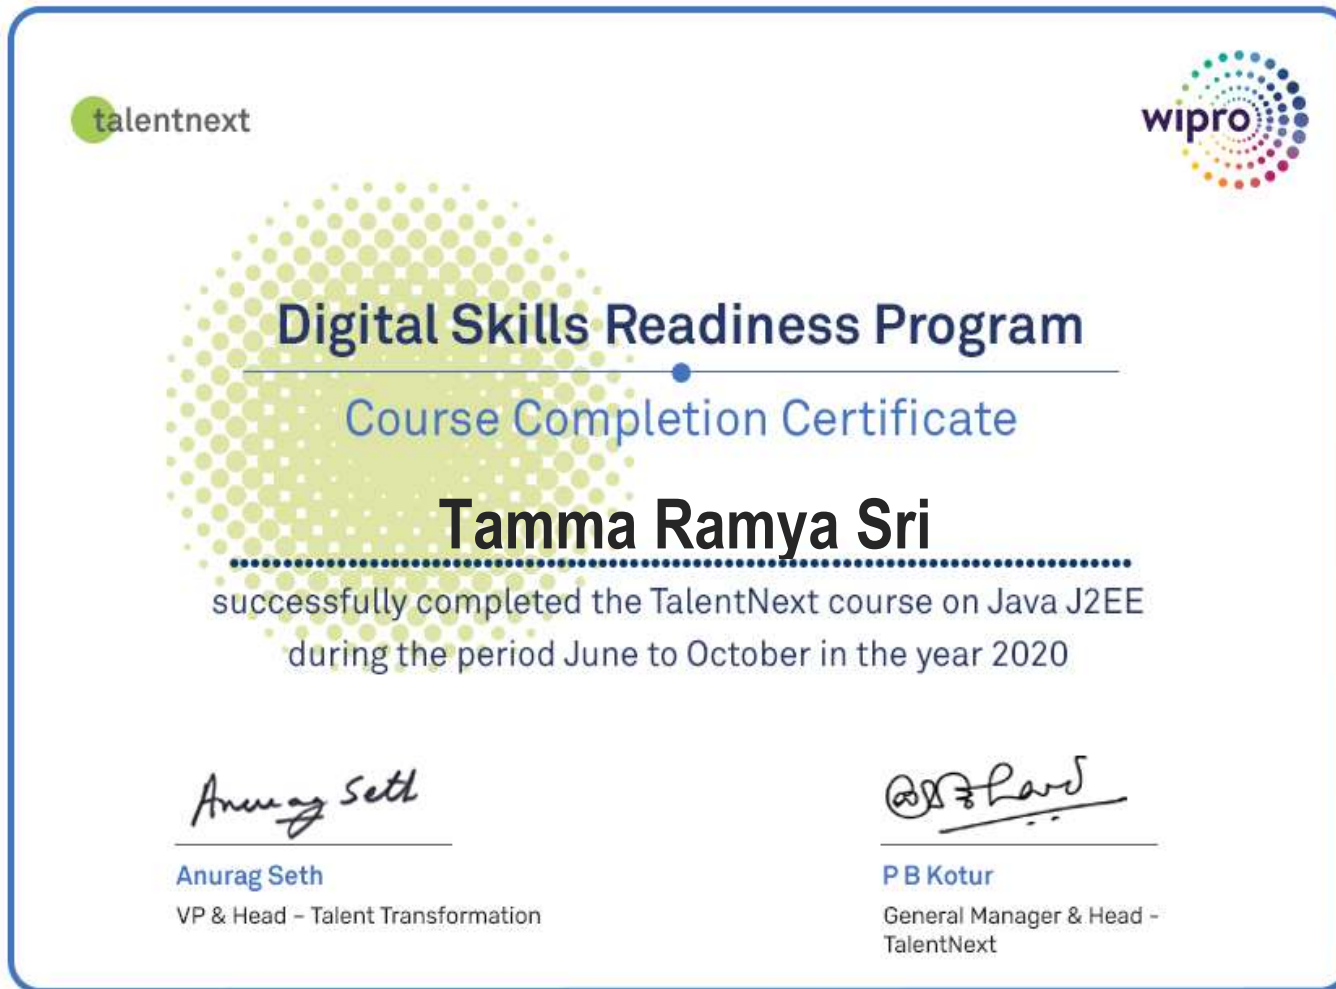 talentnext
wipro
Digital Skills Readiness Program
Course Completion Certificate
Tamma Ramya Sri
successfully completed the TalentNext course on Java J2EE
during the period June to October in the year 2020
Anurag Seth
Anurag Seth
VP & Head – Talent Transformation
P B Kotur
General Manager & Head -
TalentNext